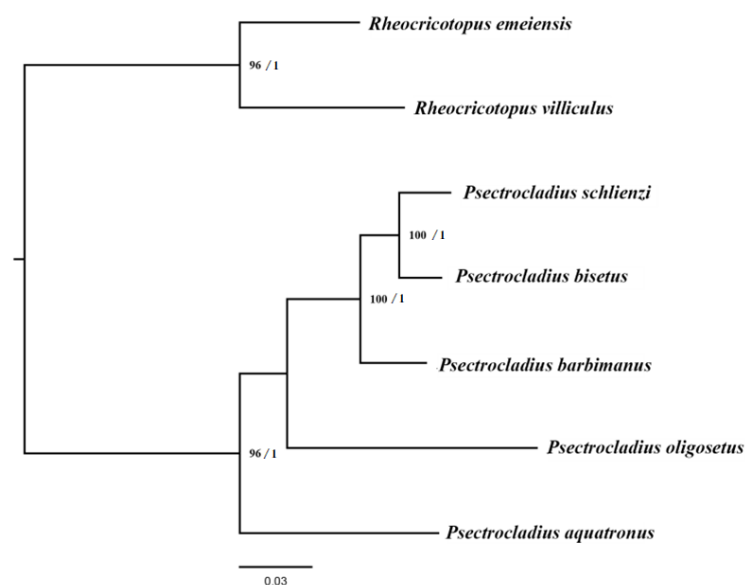 Rheocricotopus emeiensis
96 / 1
Rheocricotopus villiculus
Psectrocladius schlienzi
100 / 1
Psectrocladius bisetus
100 / 1
Psectrocladius barbimanus
Psectrocladius oligosetus
96 / 1
Psectrocladius aquatronus
0.03